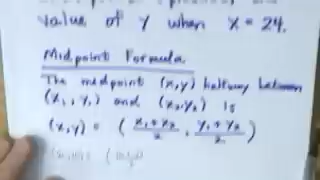 value of y when x = 24.
Midpoint Formula
The midpoint (x,y) halfway between
(x₁, y₁) and (x₂,y₂) is
(x,y) = ( x₁+x₂/2 , y₁+y₂/2 )